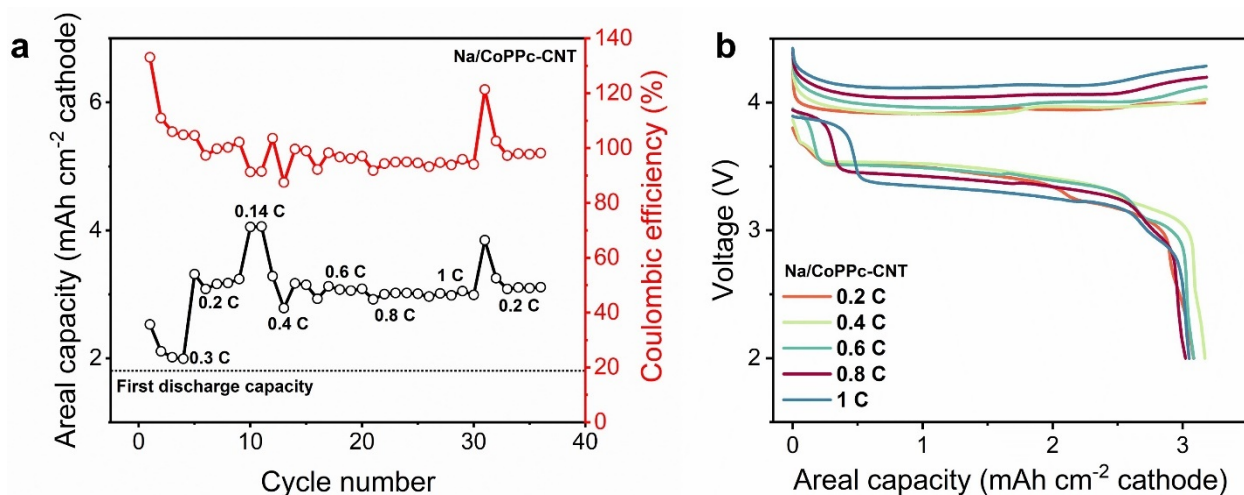 a
Na/CoPPc-CNT
Areal capacity (mAh cm⁻² cathode)
6
4
2
140
120
100
80
60
40
20
0
Coulombic efficiency (%)
0.14 C
0.2 C
0.3 C
0.4 C
0.6 C
0.8 C
1 C
0.2 C
First discharge capacity
0 10 20 30 40
Cycle number
b
Voltage (V)
4
3
2
Na/CoPPc-CNT
0.2 C
0.4 C
0.6 C
0.8 C
1 C
0 1 2 3
Areal capacity (mAh cm⁻² cathode)